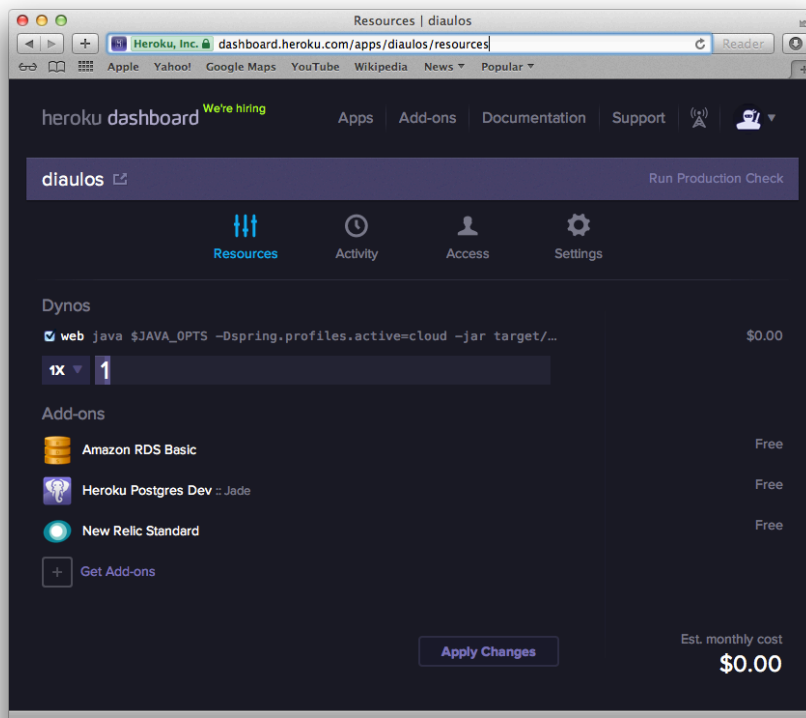 Resources | diaulos
Heroku, Inc. dashboard.heroku.com/apps/diaulos/resources Reader
Apple Yahoo! Google Maps YouTube Wikipedia News Popular
heroku dashboard We're hiring Apps Add-ons Documentation Support
diaulos Run Production Check
Resources Activity Access Settings
Dynos
web java $JAVA_OPTS -Dspring.profiles.active=cloud -jar target/… $0.00
1X 1
Add-ons
Amazon RDS Basic Free
Heroku Postgres Dev :: Jade Free
New Relic Standard Free
+ Get Add-ons
Apply Changes
Est. monthly cost
$0.00